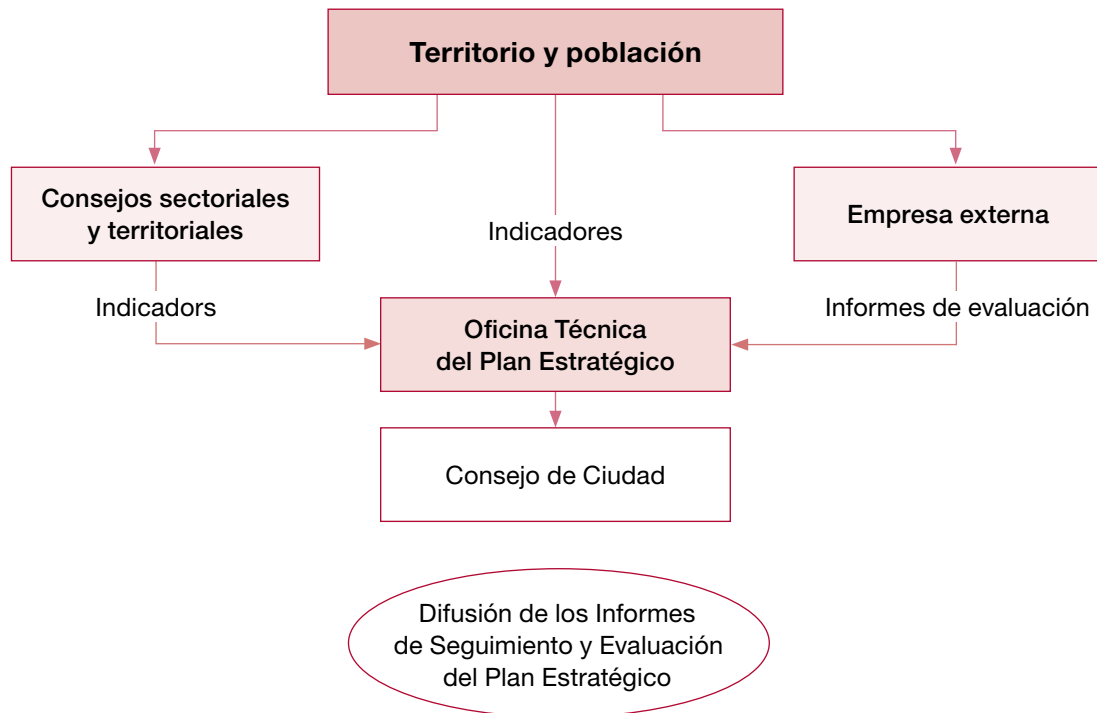 Territorio y población
Consejos sectoriales
y territoriales
Empresa externa
Indicadores
Indicadors
Informes de evaluación
Oficina Técnica
del Plan Estratégico
Consejo de Ciudad
Difusión de los Informes
de Seguimiento y Evaluación
del Plan Estratégico